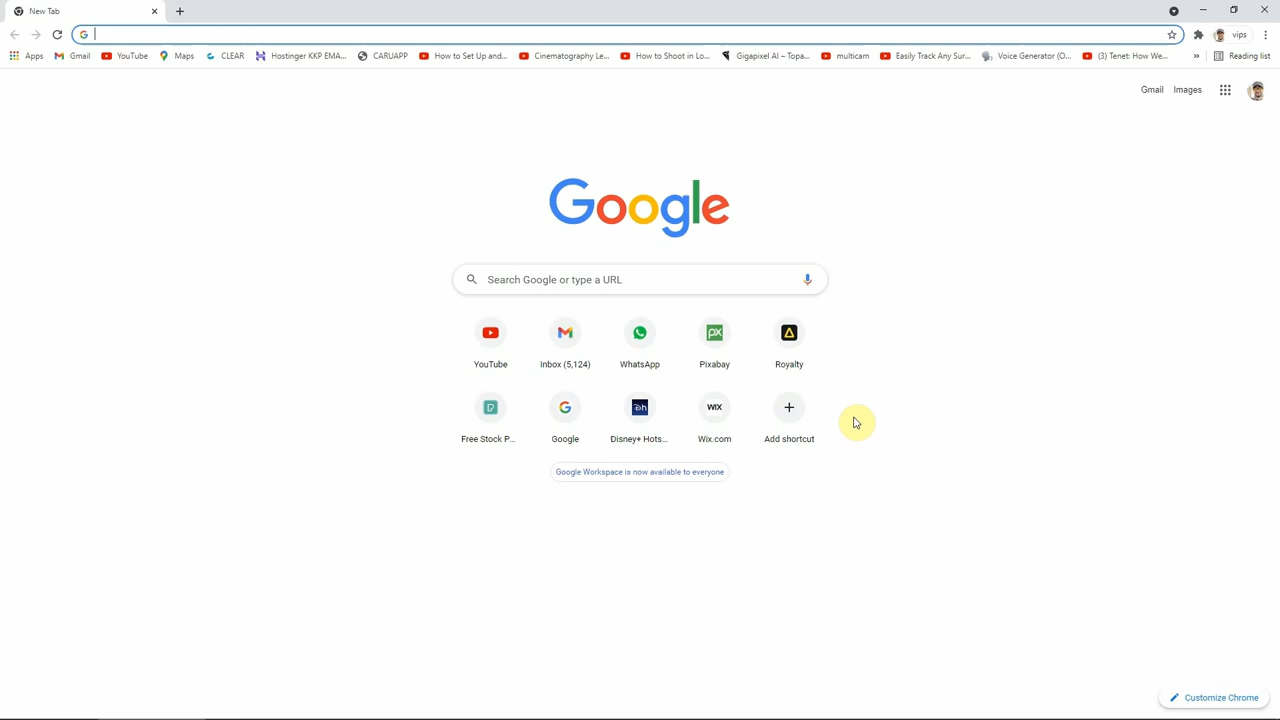 New Tab
vips
Apps Gmail YouTube Maps CLEAR Hostinger KKP EMA... CARUAPP How to Set Up and... Cinematography Le... How to Shoot in Lo... Gigapixel AI – Topa... multicam Easily Track Any Sur... Voice Generator (O... (3) Tenet: How We... » Reading list
Gmail Images
Google
Search Google or type a URL
YouTube Inbox (5,124) WhatsApp Pixabay Royalty
Free Stock P... Google Disney+ Hots... Wix.com Add shortcut
Google Workspace is now available to everyone
Customize Chrome